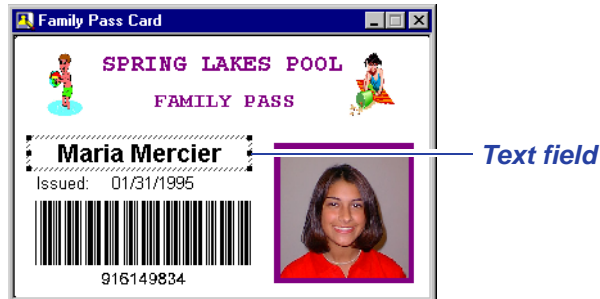 Family Pass Card
SPRING LAKES POOL
FAMILY PASS
Maria Mercier
Text field
Issued: 01/31/1995
916149834